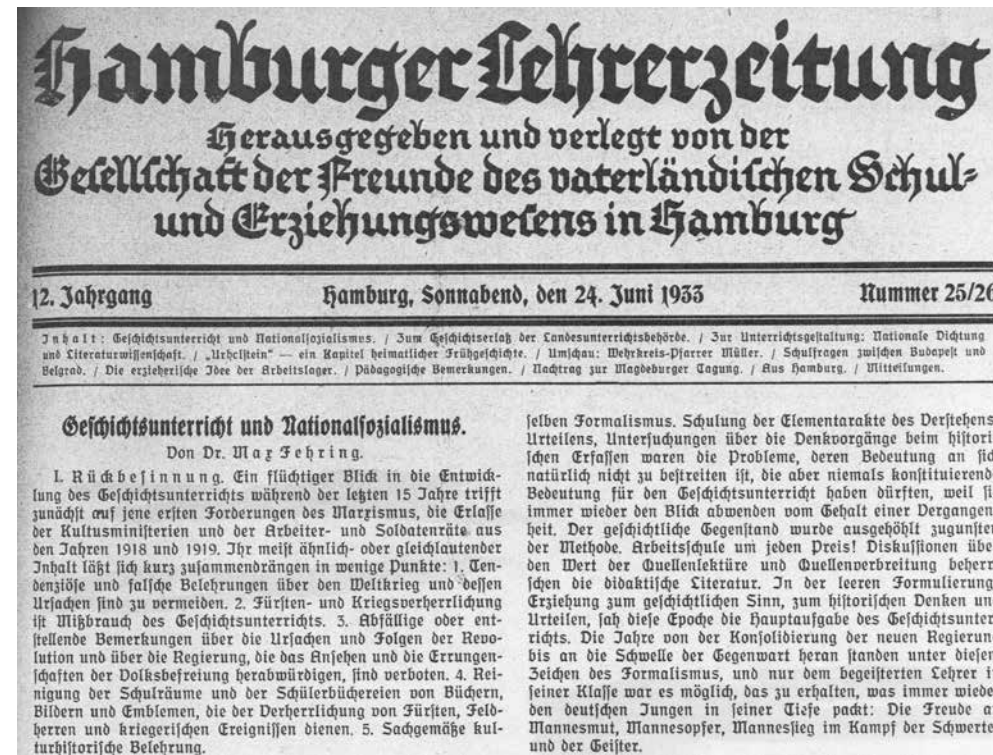 Hamburger Lehrerzeitung
Herausgegeben und verlegt von der
Gesellschaft der Freunde des vaterländischen Schul-
und Erziehungswesens in Hamburg
12. Jahrgang Hamburg, Sonnabend, den 24. Juni 1933 Nummer 25/26
Inhalt: Geschichtsunterricht und Nationalsozialismus. / Zum Geschichtserlaß der Landesunterrichtsbehörde. / Zur Unterrichtsgestaltung: Nationale Dichtung
und Literaturwissenschaft. / „Urhelstein“ — ein Kapitel heimatlicher Frühgeschichte. / Umschau: Wehrkreis-Pfarrer Müller. / Schulfragen zwischen Budapest und
Belgrad. / Die erzieherische Idee der Arbeitslager. / Pädagogische Bemerkungen. / Nachtrag zur Magdeburger Tagung. / Aus Hamburg. / Mitteilungen.
Geschichtsunterricht und Nationalsozialismus.
Von Dr. Max Fehring.
I. Rückbesinnung. Ein flüchtiger Blick in die Entwick-
lung des Geschichtsunterrichts während der letzten 15 Jahre trifft
zunächst auf jene ersten Forderungen des Marxismus, die Erlasse
der Kultusministerien und der Arbeiter- und Soldatenräte aus
den Jahren 1918 und 1919. Ihr meist ähnlich- oder gleichlautender
Inhalt läßt sich kurz zusammendrängen in wenige Punkte: 1. Ten-
denziöse und falsche Belehrungen über den Weltkrieg und dessen
Ursachen sind zu vermeiden. 2. Fürsten- und Kriegsverherrlichung
ist Mißbrauch des Geschichtsunterrichts. 3. Abfällige oder ent-
stellende Bemerkungen über die Ursachen und Folgen der Revo-
lution und über die Regierung, die das Ansehen und die Errungen-
schaften der Volksbefreiung herabwürdigen, sind verboten. 4. Rei-
nigung der Schulräume und der Schülerbüchereien von Büchern,
Bildern und Emblemen, die der Verherrlichung von Fürsten, Feld-
herren und kriegerischen Ereignissen dienen. 5. Sachgemäße kul-
turhistorische Belehrung.
selben Formalismus. Schulung der Elementarakte des Verstehens
Urteilens, Untersuchungen über die Denkvorgänge beim histori
schen Erfassen waren die Probleme, deren Bedeutung an sich
natürlich nicht zu bestreiten ist, die aber niemals konstituierend
Bedeutung für den Geschichtsunterricht haben dürften, weil si
immer wieder den Blick abwenden vom Gehalt einer Vergangen
heit. Der geschichtliche Gegenstand wurde ausgehöhlt zugunsten
der Methode. Arbeitsschule um jeden Preis! Diskussionen übe
den Wert der Quellenlektüre und Quellenverbreitung beherr
schen die didaktische Literatur. In der leeren Formulierung
Erziehung zum geschichtlichen Sinn, zum historischen Denken un
Urteilen, sah diese Epoche die Hauptaufgabe des Geschichtsunter
richts. Die Jahre von der Konsolidierung der neuen Regierun
bis an die Schwelle der Gegenwart heran standen unter diesen
Zeichen des Formalismus, und nur dem begeisterten Lehrer i
seiner Klasse war es möglich, das zu erhalten, was immer wiede
den deutschen Jungen in seiner Tiefe packt: Die Freude a
Mannesmut, Mannesopfer, Mannessieg im Kampf der Schwerte
und der Geister.